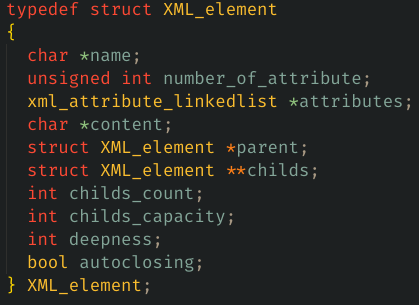 typedef struct XML_element
{
char *name;
unsigned int number_of_attribute;
xml_attribute_linkedlist *attributes;
char *content;
struct XML_element *parent;
struct XML_element **childs;
int childs_count;
int childs_capacity;
int deepness;
bool autoclosing;
} XML_element;